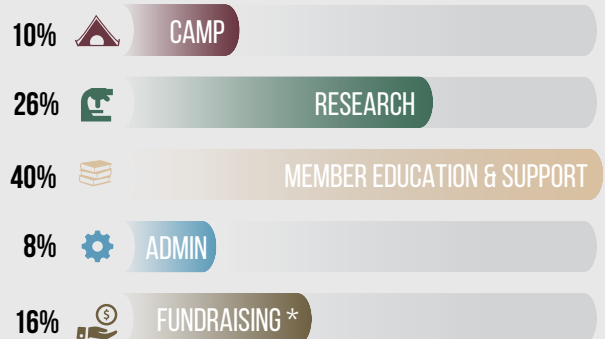 10% CAMP
26% RESEARCH
40% MEMBER EDUCATION & SUPPORT
8% ADMIN
16% $ FUNDRAISING *